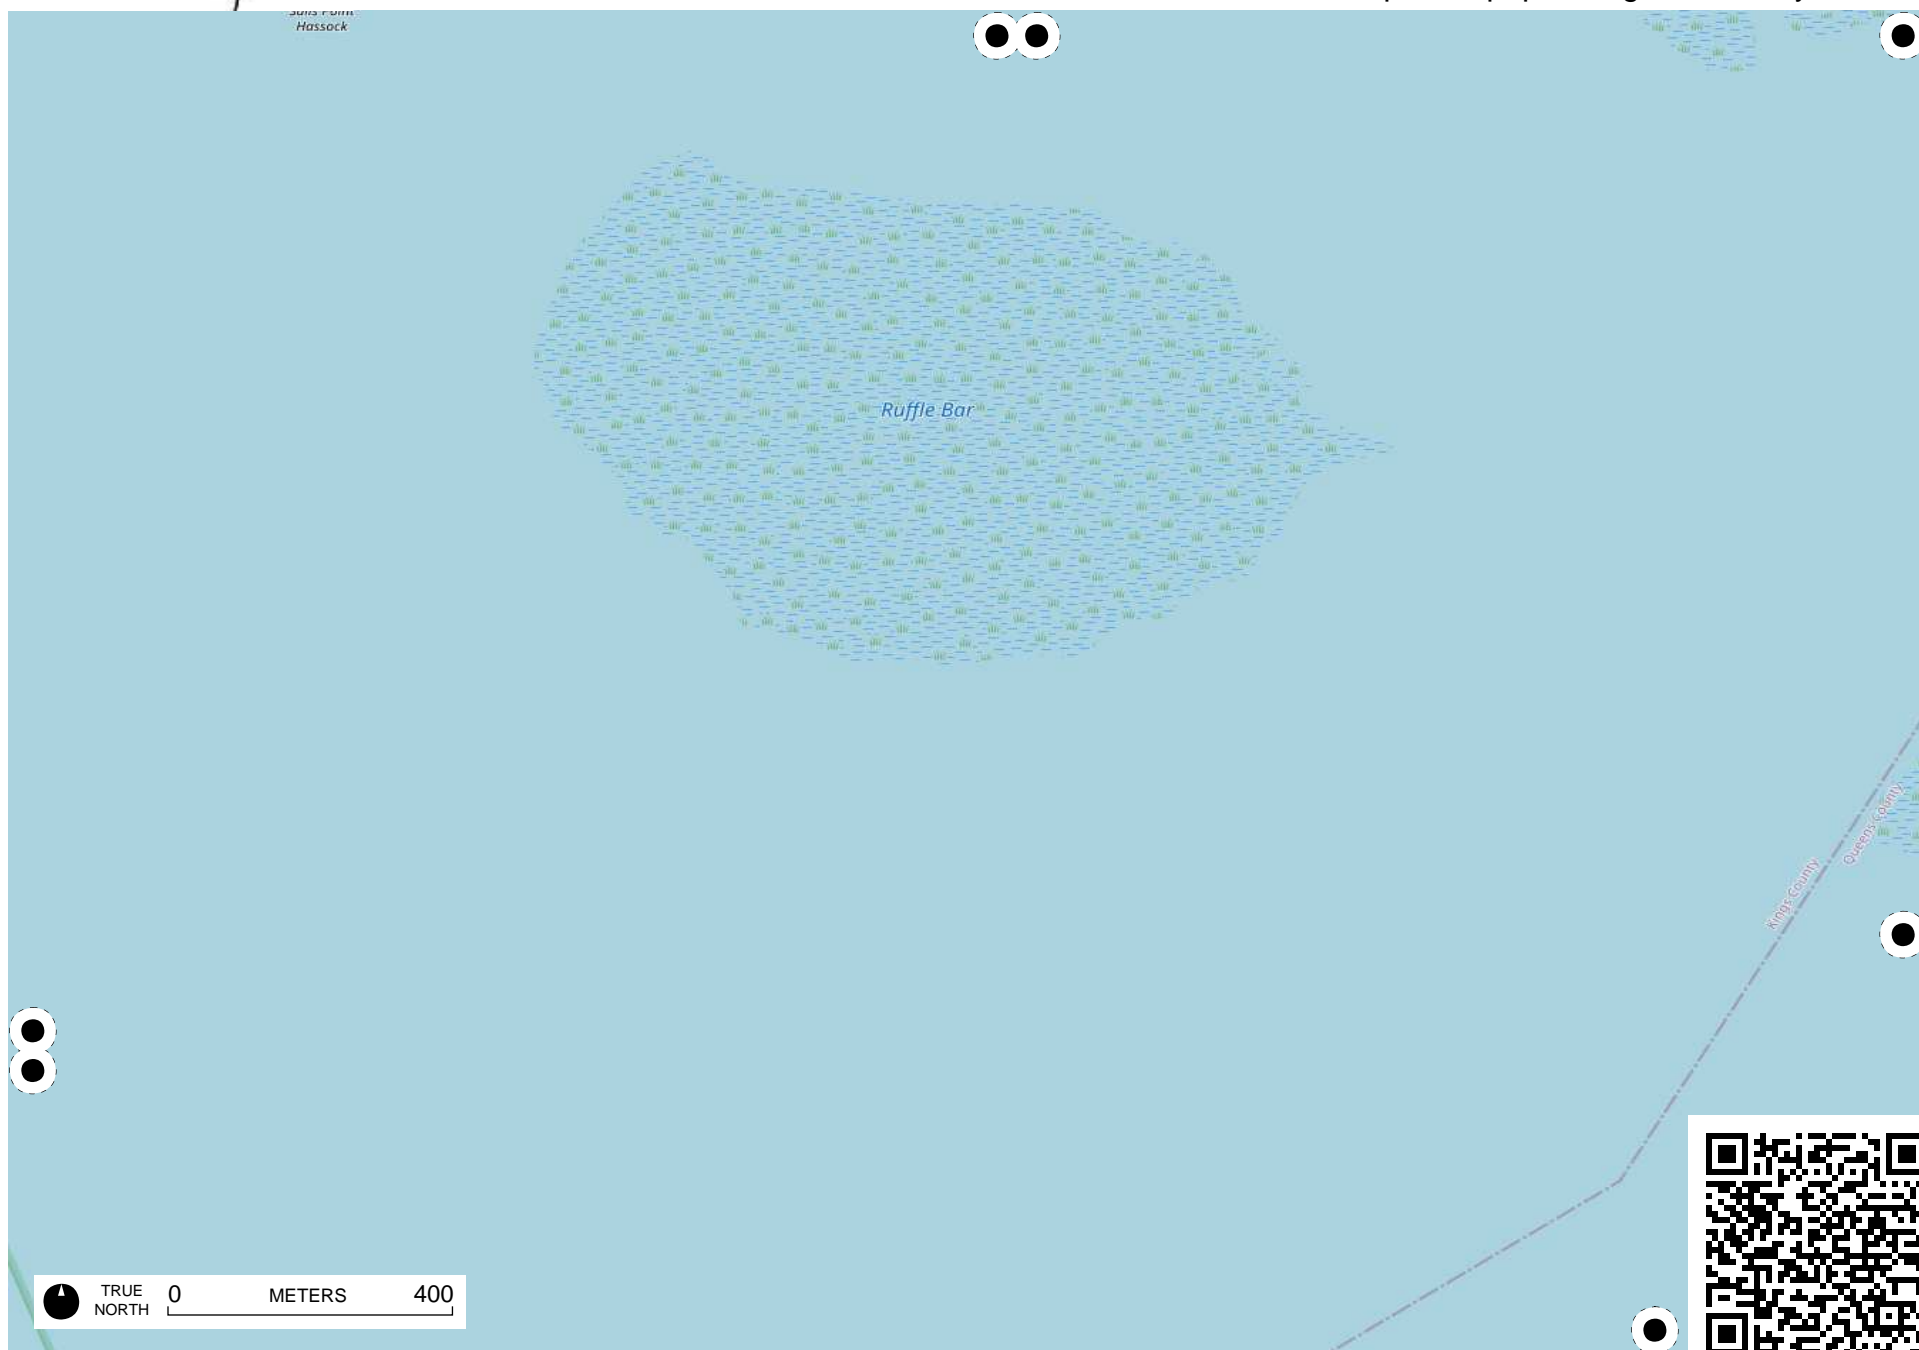 Hassock
Ruffle Bar
Queens County
Kings County
TRUE
NORTH
0 METERS 400